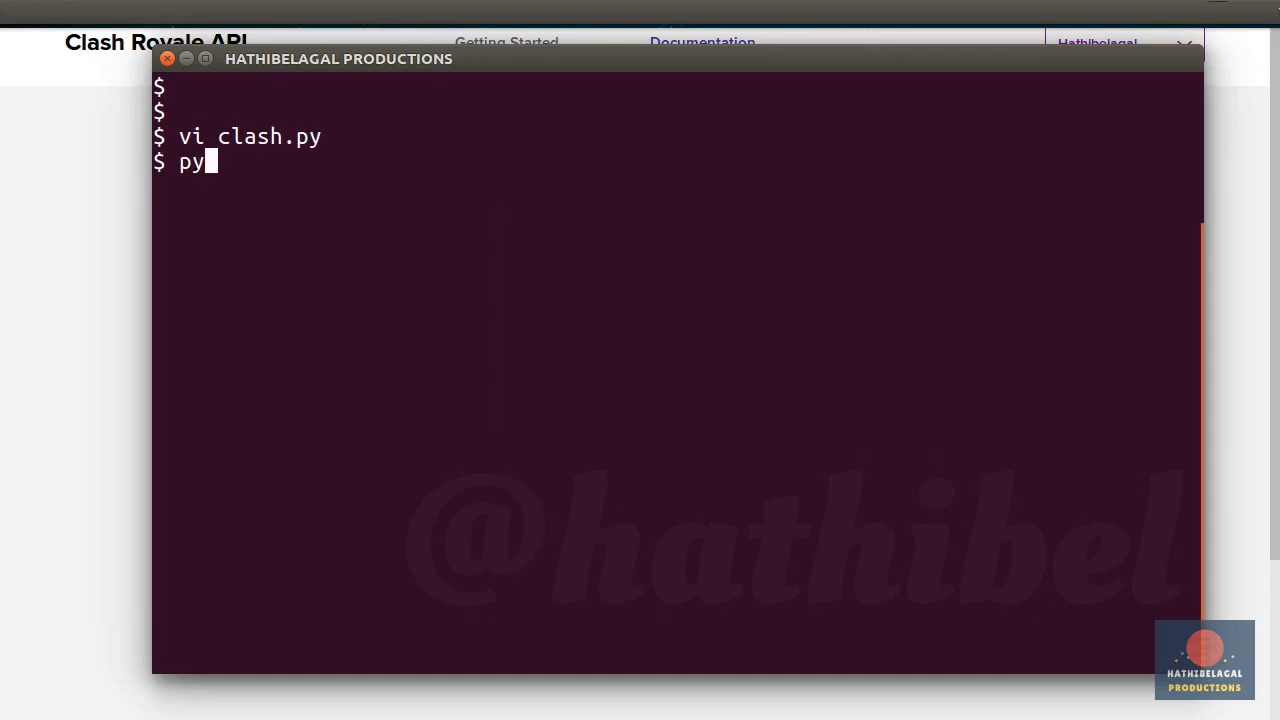 Clash Royale API
Getting Started
Documentation
Hathibelagal
HATHIBELAGAL PRODUCTIONS
$
$
$ vi clash.py
$ py
@hathibel
HATHIBELAGAL
PRODUCTIONS